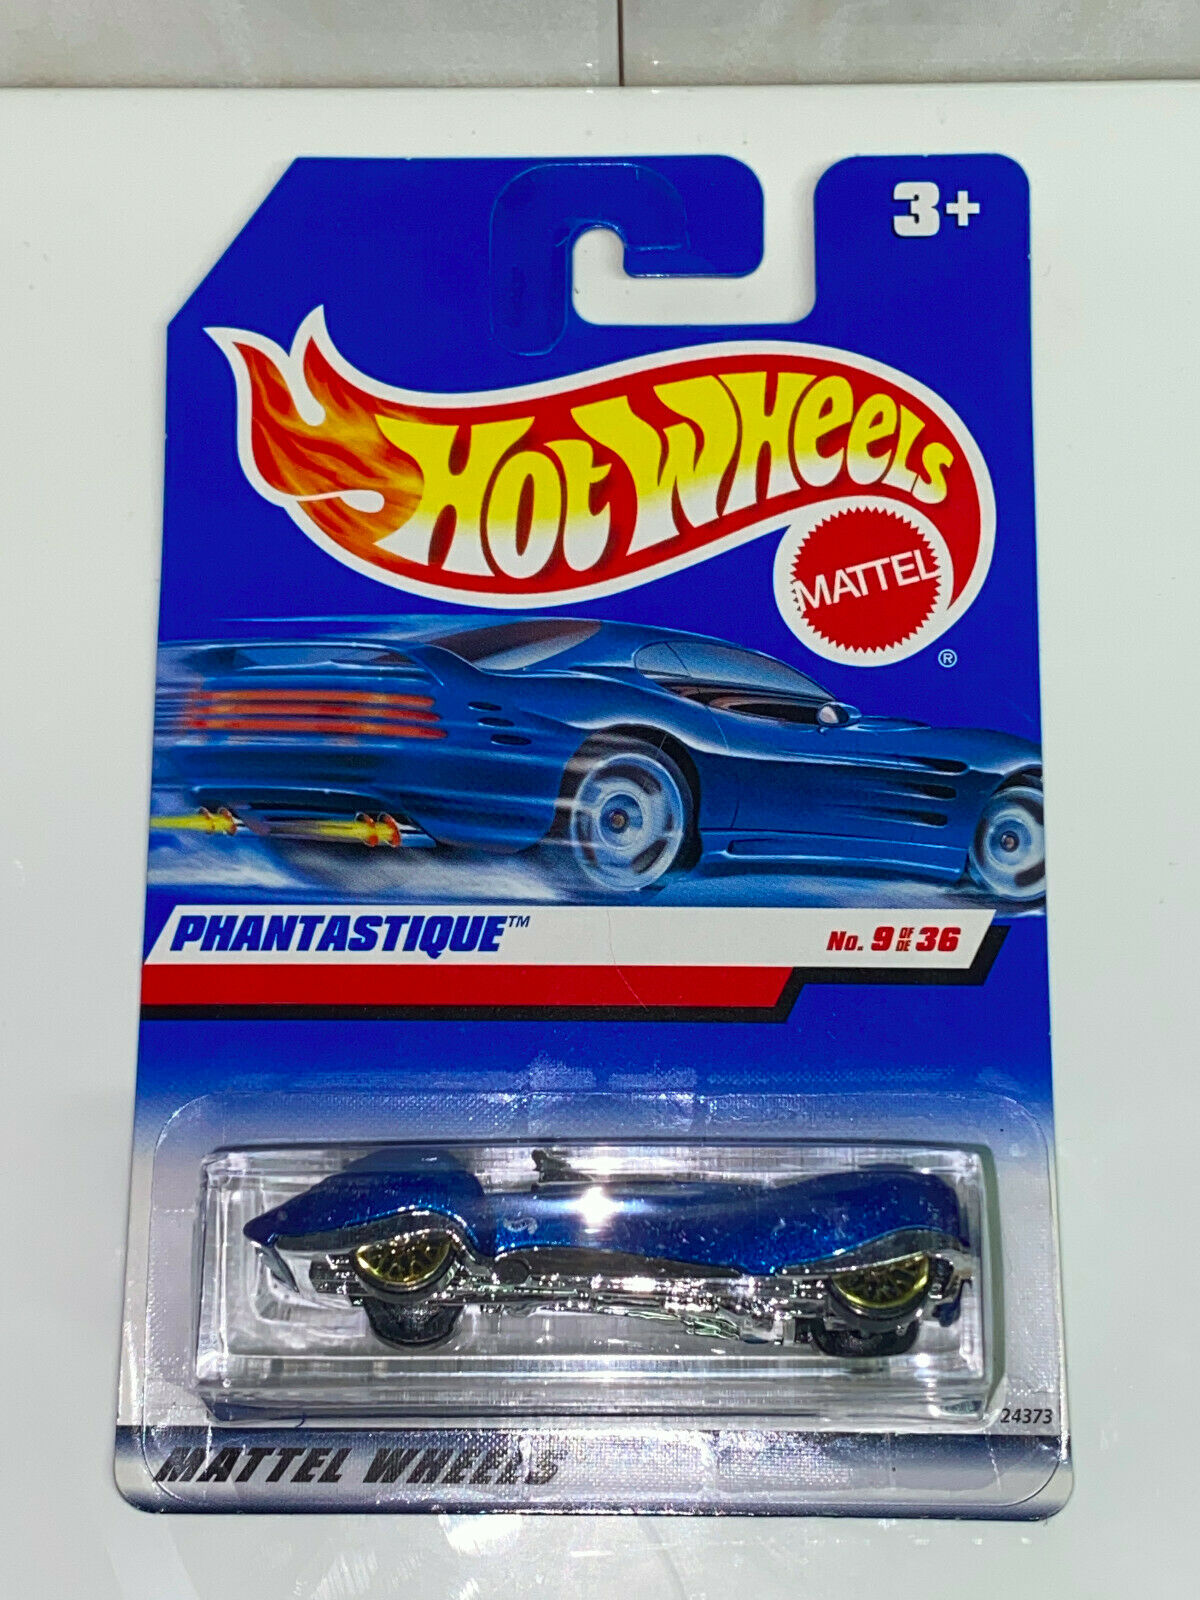 3+
Hot Wheels
MATTEL
®
PHANTASTIQUE™
No. 9 OF DE 36
24373
MATTEL WHEELS